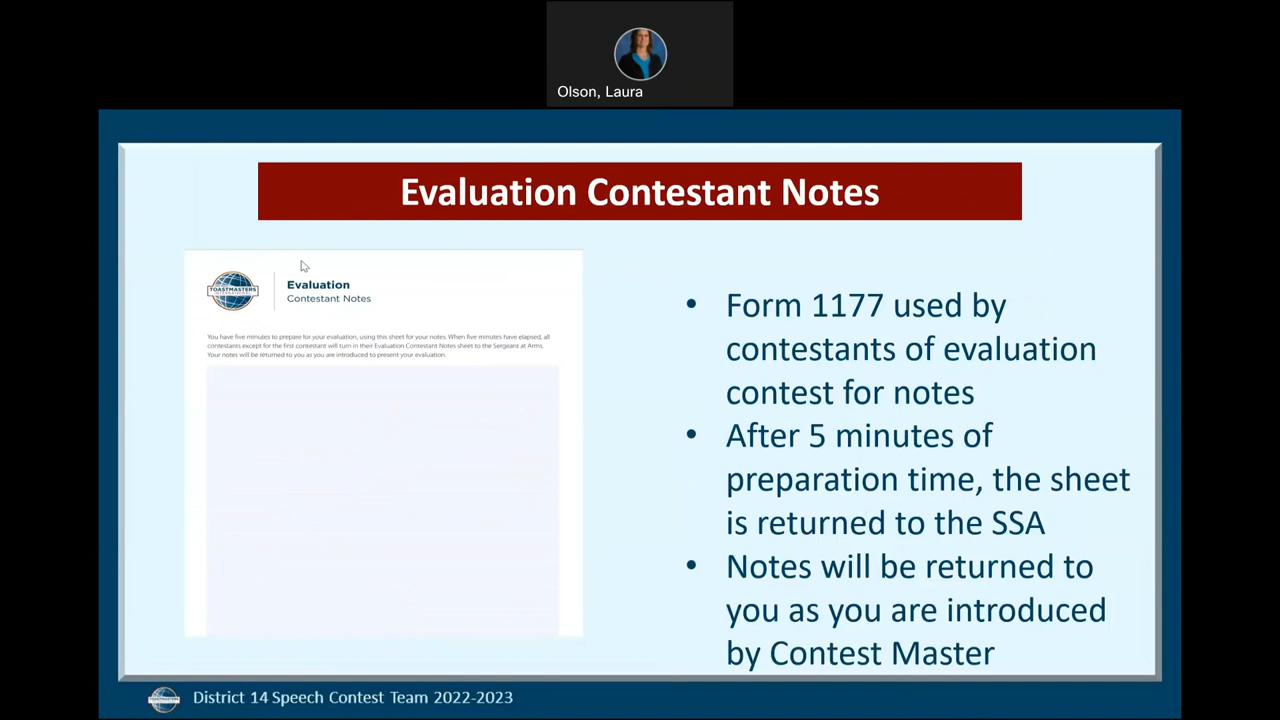 Olson, Laura
Evaluation Contestant Notes
TOASTMASTERS
INTERNATIONAL
Evaluation
Contestant Notes
You have five minutes to prepare for your evaluation, using this sheet for your notes. When five minutes have elapsed, all
contestants except for the first contestant will turn in their Evaluation Contestant Notes sheet to the Sergeant at Arms.
Your notes will be returned to you as you are introduced to present your evaluation.
• Form 1177 used by
contestants of evaluation
contest for notes
• After 5 minutes of
preparation time, the sheet
is returned to the SSA
• Notes will be returned to
you as you are introduced
by Contest Master
TOASTMASTERS
District 14 Speech Contest Team 2022-2023